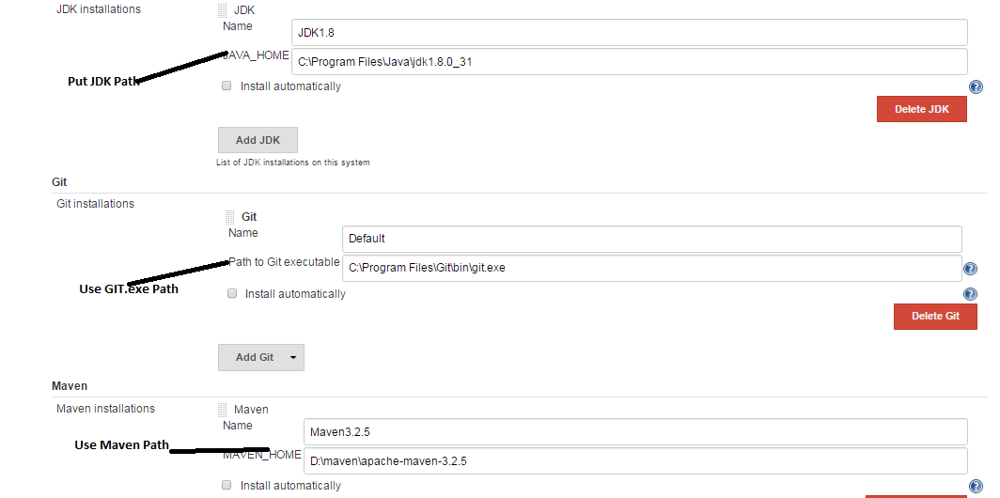 JDK installations
JDK
Name
JDK1.8
JAVA_HOME
C:\Program Files\Java\jdk1.8.0_31
Put JDK Path
Install automatically
Delete JDK
Add JDK
List of JDK installations on this system
Git
Git installations
Git
Name
Default
Path to Git executable
C:\Program Files\Git\bin\git.exe
Use GIT.exe Path
Install automatically
Delete Git
Add Git
Maven
Maven installations
Maven
Name
Maven3.2.5
Use Maven Path
MAVEN_HOME
D:\maven\apache-maven-3.2.5
Install automatically